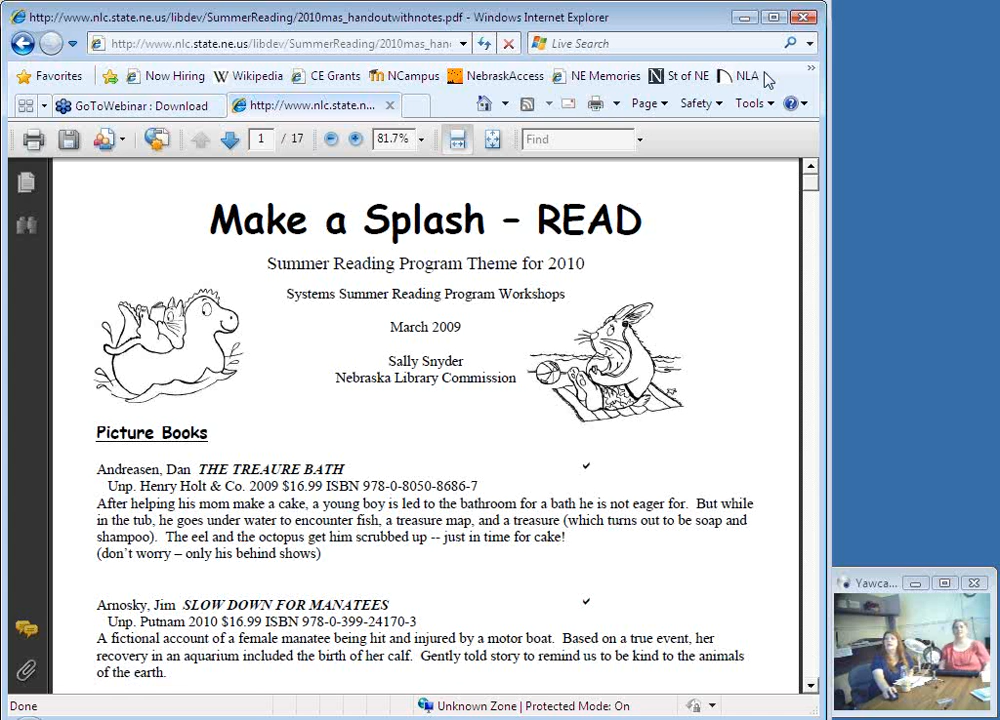 http://www.nlc.state.ne.us/libdev/SummerReading/2010mas_handoutwithnotes.pdf - Windows Internet Explorer
http://www.nlc.state.ne.us/libdev/SummerReading/2010mas_han
Live Search
Favorites Now Hiring Wikipedia CE Grants NCampus NebraskAccess NE Memories St of NE NLA
GoToWebinar : Download http://www.nlc.state.n... Page Safety Tools
1 / 17 81.7% Find
Make a Splash – READ
Summer Reading Program Theme for 2010
Systems Summer Reading Program Workshops
March 2009
Sally Snyder
Nebraska Library Commission
Picture Books
Andreasen, Dan THE TREAURE BATH
Unp. Henry Holt & Co. 2009 $16.99 ISBN 978-0-8050-8686-7
After helping his mom make a cake, a young boy is led to the bathroom for a bath he is not eager for. But while
in the tub, he goes under water to encounter fish, a treasure map, and a treasure (which turns out to be soap and
shampoo). The eel and the octopus get him scrubbed up -- just in time for cake!
(don't worry – only his behind shows)
Arnosky, Jim SLOW DOWN FOR MANATEES
Unp. Putnam 2010 $16.99 ISBN 978-0-399-24170-3
A fictional account of a female manatee being hit and injured by a motor boat. Based on a true event, her
recovery in an aquarium included the birth of her calf. Gently told story to remind us to be kind to the animals
of the earth.
Yawca...
Done Unknown Zone | Protected Mode: On